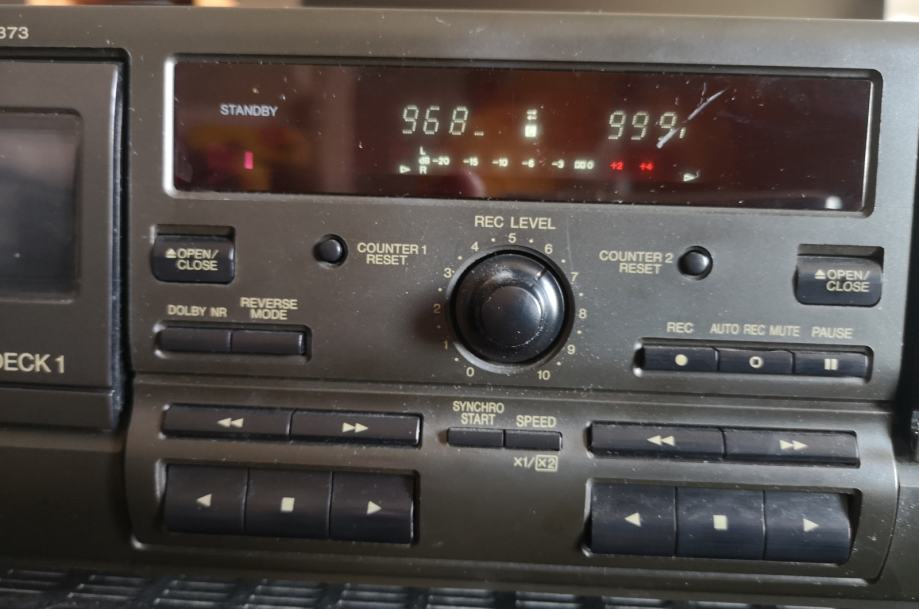 373
STANDBY
968
999
L
dB -20 -15 -10 -6 -3 0 +2 +4
R
REC LEVEL
0 1 2 3 4 5 6 7 8 9 10
OPEN/
CLOSE
COUNTER 1
RESET
COUNTER 2
RESET
OPEN/
CLOSE
DOLBY NR
REVERSE
MODE
REC
AUTO REC MUTE
PAUSE
DECK 1
SYNCHRO
START
SPEED
×1/×2